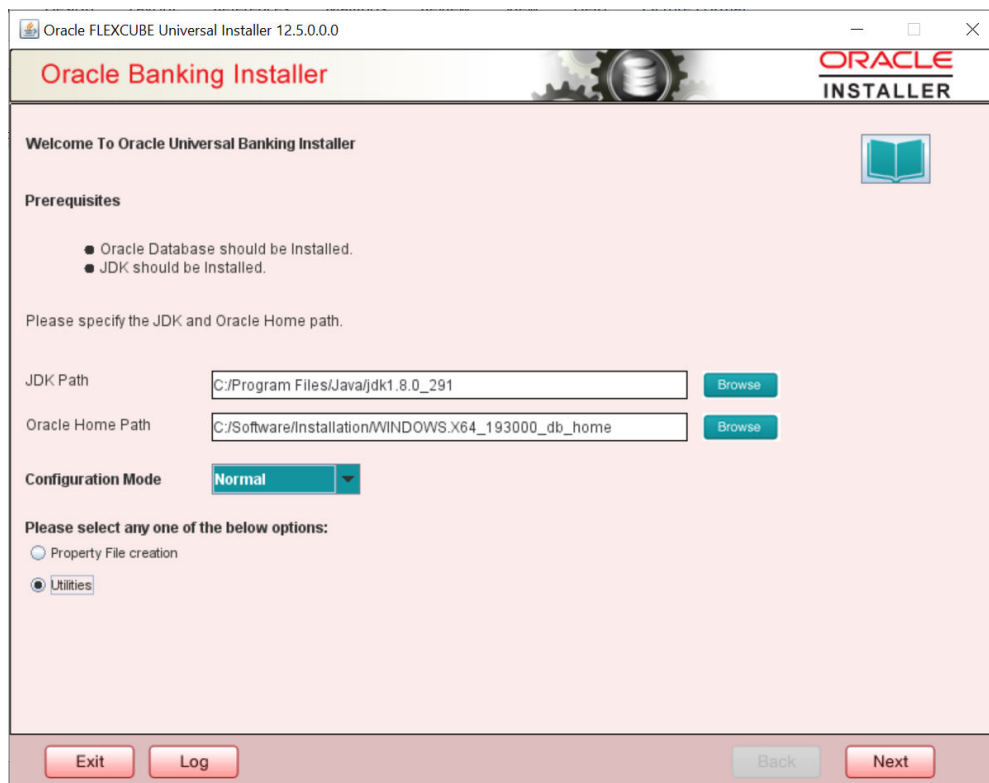 Oracle FLEXCUBE Universal Installer 12.5.0.0.0
Oracle Banking Installer
ORACLE
INSTALLER
Welcome To Oracle Universal Banking Installer
Prerequisites
Oracle Database should be Installed.
JDK should be Installed.
Please specify the JDK and Oracle Home path.
JDK Path
C:/Program Files/Java/jdk1.8.0_291
Browse
Oracle Home Path
C:/Software/Installation/WINDOWS.X64_193000_db_home
Browse
Configuration Mode
Normal
Please select any one of the below options:
Property File creation
Utilities
Exit
Log
Back
Next